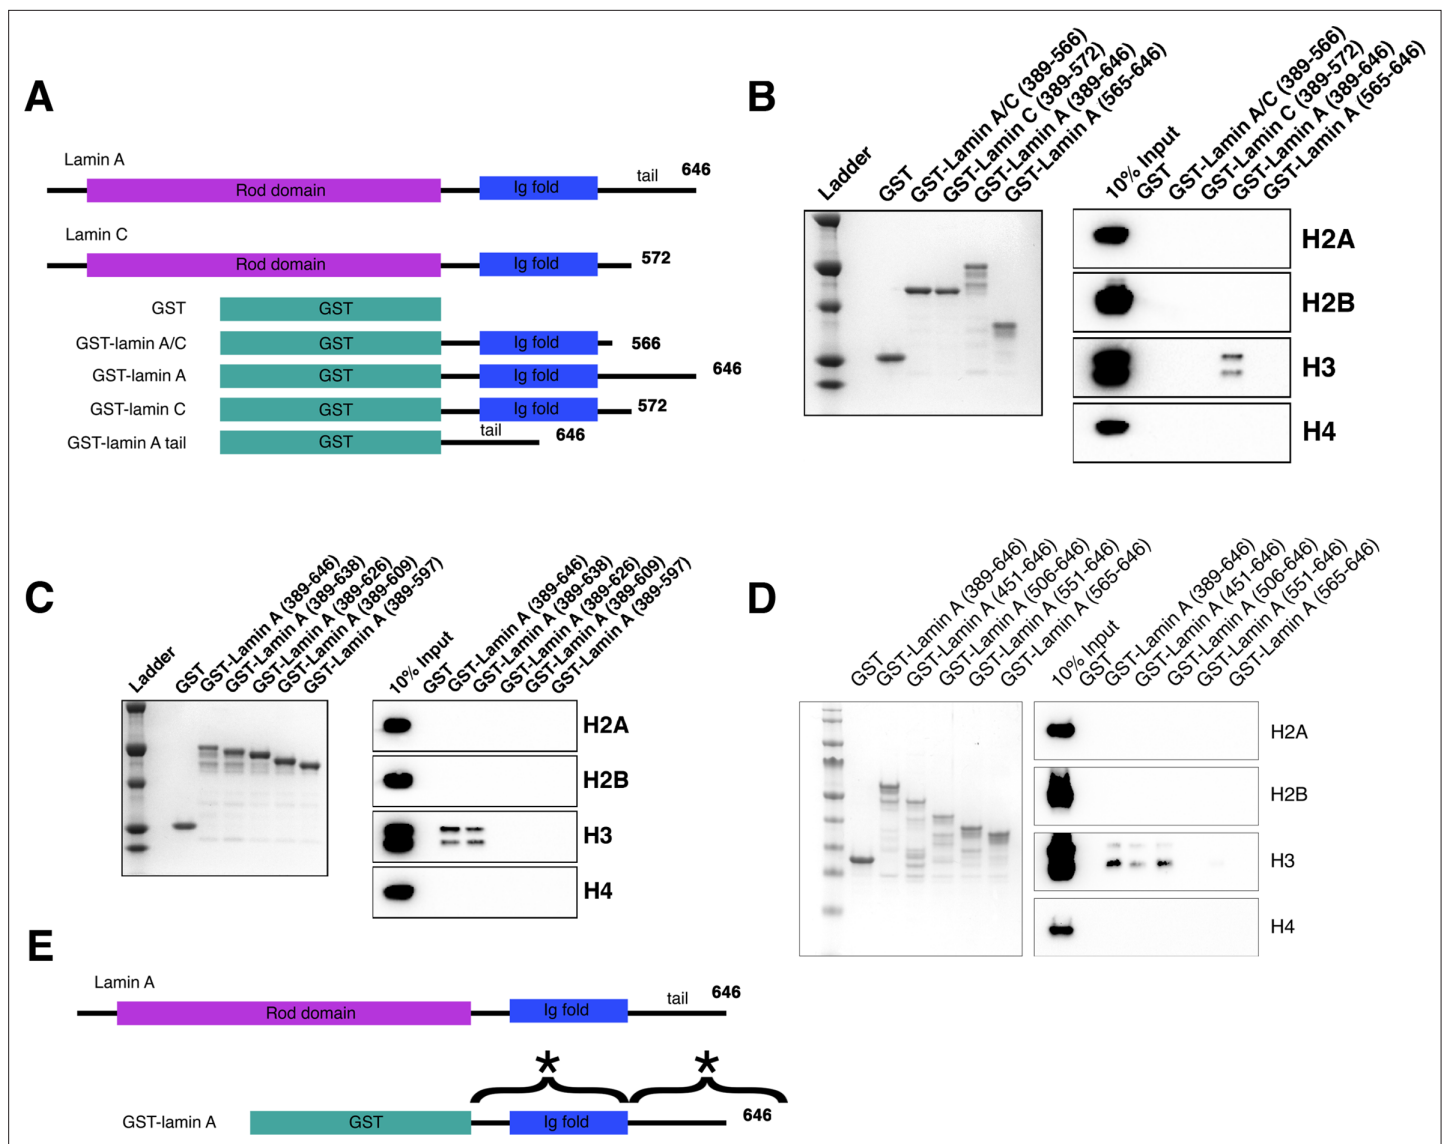 A
Lamin A
Rod domain
Ig fold
tail
646
Lamin C
Rod domain
Ig fold
572
GST
GST
GST-lamin A/C
GST
Ig fold
566
GST-lamin A
GST
Ig fold
646
GST-lamin C
GST
Ig fold
572
GST-lamin A tail
GST
tail
646
B
Ladder
GST
GST-Lamin A/C (389-566)
GST-Lamin C (389-572)
GST-Lamin A (389-646)
GST-Lamin A (565-646)
10% Input
GST
GST-Lamin A/C (389-566)
GST-Lamin C (389-572)
GST-Lamin A (389-646)
GST-Lamin A (565-646)
H2A
H2B
H3
H4
C
Ladder
GST
GST-Lamin A (389-646)
GST-Lamin A (389-638)
GST-Lamin A (389-626)
GST-Lamin A (389-609)
GST-Lamin A (389-597)
10% Input
GST
GST-Lamin A (389-646)
GST-Lamin A (389-638)
GST-Lamin A (389-626)
GST-Lamin A (389-609)
GST-Lamin A (389-597)
H2A
H2B
H3
H4
D
GST
GST-Lamin A (389-646)
GST-Lamin A (451-646)
GST-Lamin A (506-646)
GST-Lamin A (551-646)
GST-Lamin A (565-646)
10% Input
GST
GST-Lamin A (389-646)
GST-Lamin A (451-646)
GST-Lamin A (506-646)
GST-Lamin A (551-646)
GST-Lamin A (565-646)
H2A
H2B
H3
H4
E
Lamin A
Rod domain
Ig fold
tail
646
*
*
GST-lamin A
GST
Ig fold
646